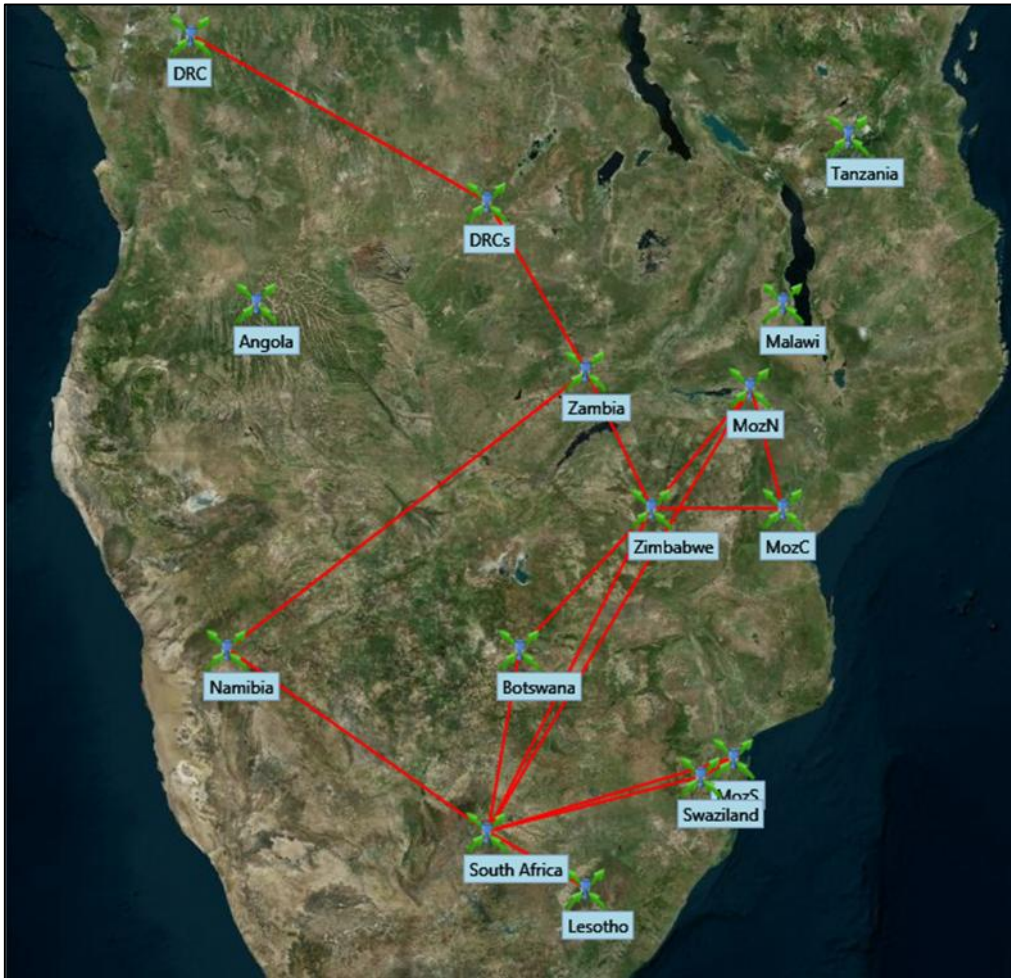 DRC
Tanzania
DRCs
Angola
Malawi
Zambia
MozN
Zimbabwe
MozC
Namibia
Botswana
MozS
Swaziland
South Africa
Lesotho